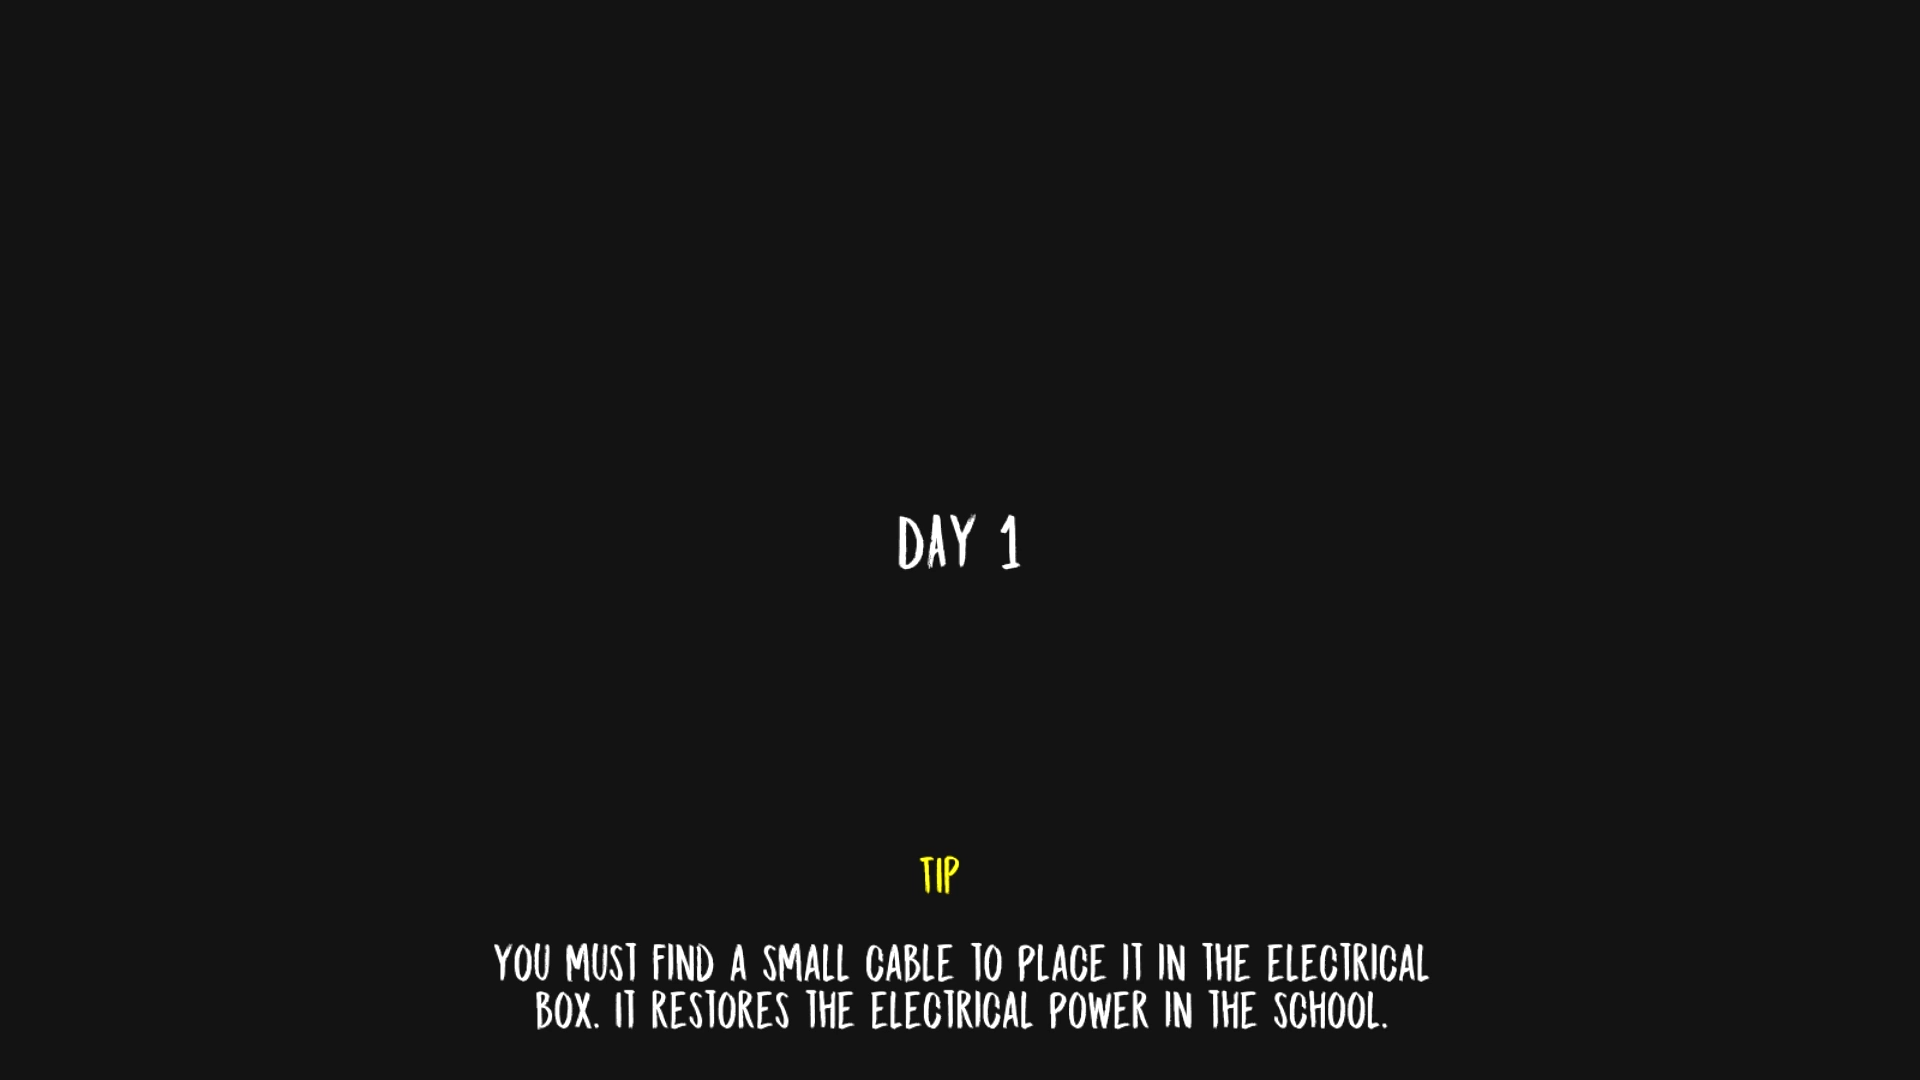 DAY 1
TIP
YOU MUST FIND A SMALL CABLE TO PLACE IT IN THE ELECTRICAL
BOX. IT RESTORES THE ELECTRICAL POWER IN THE SCHOOL.